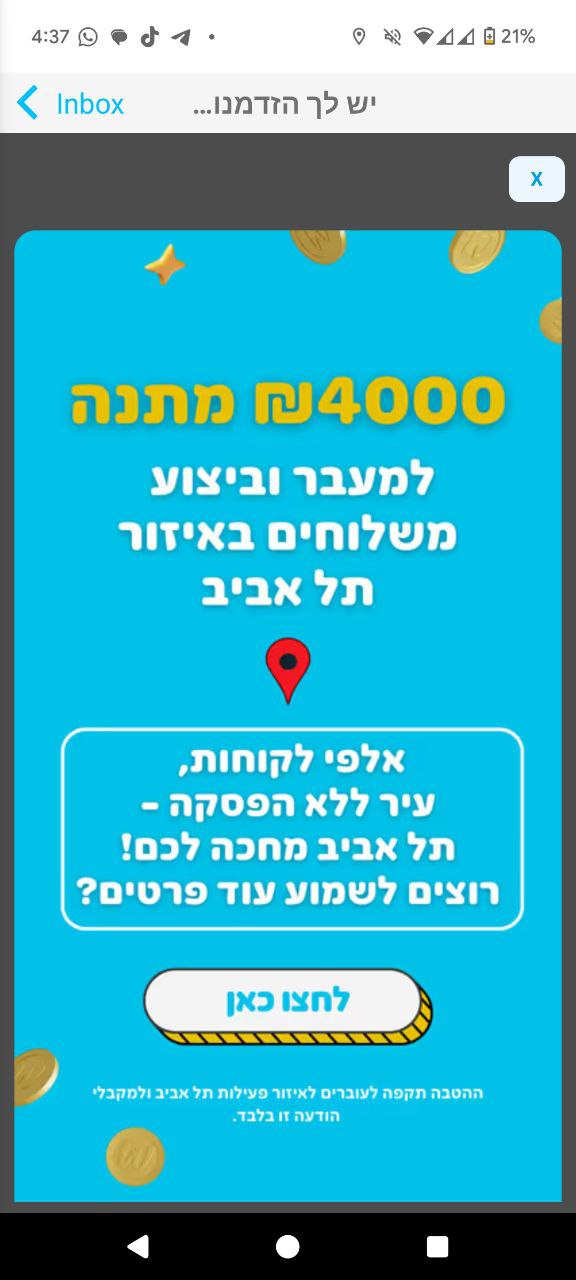 4:37
21%
Inbox
יש לך הזדמנו...
X
4000₪ מתנה
למעבר וביצוע
משלוחים באיזור
תל אביב
אלפי לקוחות,
עיר ללא הפסקה -
תל אביב מחכה לכם!
רוצים לשמוע עוד פרטים?
לחצו כאן
ההטבה תקפה לעוברים לאיזור פעילות תל אביב ולמקבלי
הודעה זו בלבד.